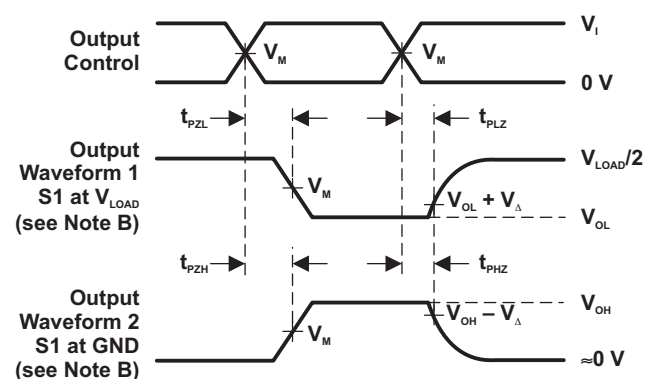 Output
Control
V_M
V_M
V_I
0 V
t_PZL
t_PLZ
Output
Waveform 1
S1 at V_LOAD
(see Note B)
V_M
V_OL + V_Δ
V_LOAD/2
V_OL
t_PZH
t_PHZ
Output
Waveform 2
S1 at GND
(see Note B)
V_M
V_OH – V_Δ
V_OH
≈0 V